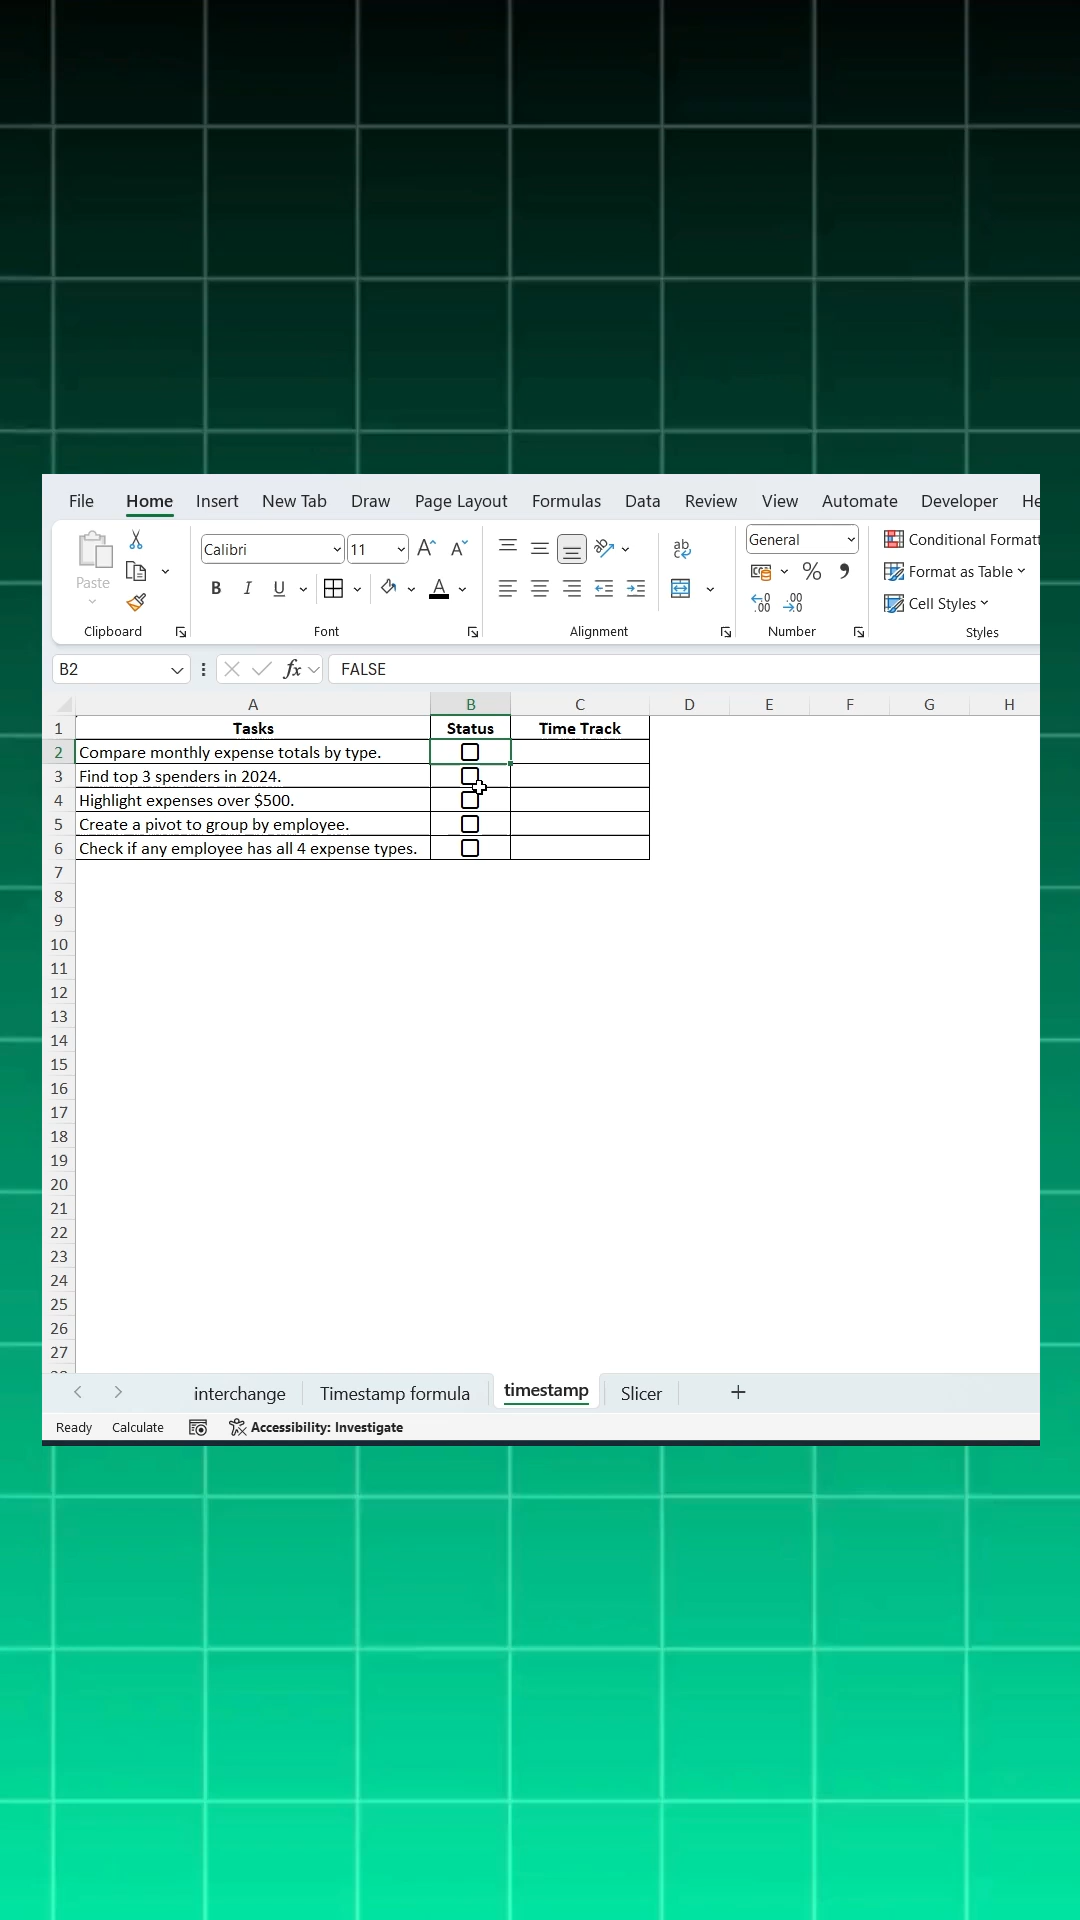 File Home Insert New Tab Draw Page Layout Formulas Data Review View Automate Developer He
Paste
Calibri 11
B I U A
ab
General
% 9
Conditional Formatt
Format as Table
Cell Styles
Clipboard Font Alignment Number Styles
B2 fx FALSE
A B C D E F G H
1 Tasks Status Time Track
2 Compare monthly expense totals by type.
3 Find top 3 spenders in 2024.
4 Highlight expenses over $500.
5 Create a pivot to group by employee.
6 Check if any employee has all 4 expense types.
7
8
9
10
11
12
13
14
15
16
17
18
19
20
21
22
23
24
25
26
27
interchange Timestamp formula timestamp Slicer +
Ready Calculate Accessibility: Investigate